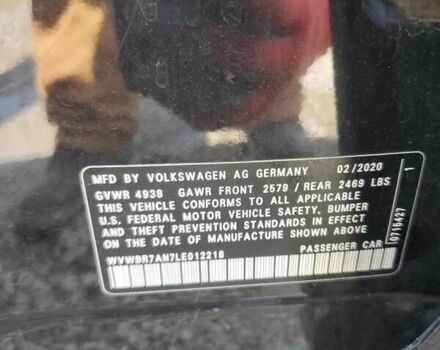 MFD BY VOLKSWAGEN AG GERMANY 02/2020
GVWR 4938 GAWR FRONT 2579 / REAR 2469 LBS
THIS VEHICLE CONFORMS TO ALL APPLICABLE
U.S. FEDERAL MOTOR VEHICLE SAFETY, BUMPER
AND THEFT PREVENTION STANDARDS IN EFFECT
ON THE DATE OF MANUFACTURE SHOWN ABOVE
WVWBR7AN7LE012218 PASSENGER CAR
0715427 1